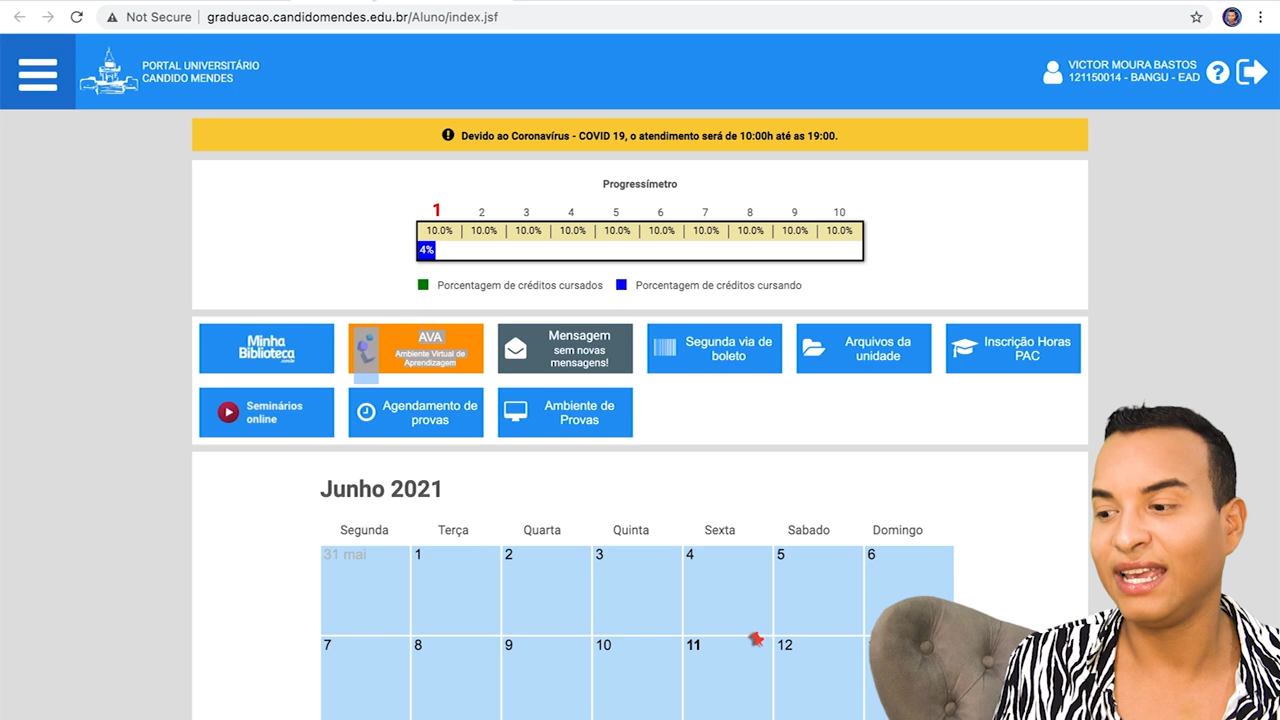 Not Secure | graduacao.candidomendes.edu.br/Aluno/index.jsf
PORTAL UNIVERSITÁRIO
CANDIDO MENDES
VICTOR MOURA BASTOS
121150014 - BANGU - EAD
?
Devido ao Coronavírus - COVID 19, o atendimento será de 10:00h até as 19:00.
Progressímetro
1 2 3 4 5 6 7 8 9 10
10.0% | 10.0% | 10.0% | 10.0% | 10.0% | 10.0% | 10.0% | 10.0% | 10.0% | 10.0%
4%
Porcentagem de créditos cursados Porcentagem de créditos cursando
Minha
Biblioteca
AVA
Ambiente Virtual de
Aprendizagem
Mensagem
sem novas
mensagens!
Segunda via de
boleto
Arquivos da
unidade
Inscrição Horas
PAC
Seminários
online
Agendamento de
provas
Ambiente de
Provas
Junho 2021
Segunda Terça Quarta Quinta Sexta Sabado Domingo
31 mai 1 2 3 4 5 6
7 8 9 10 11 12